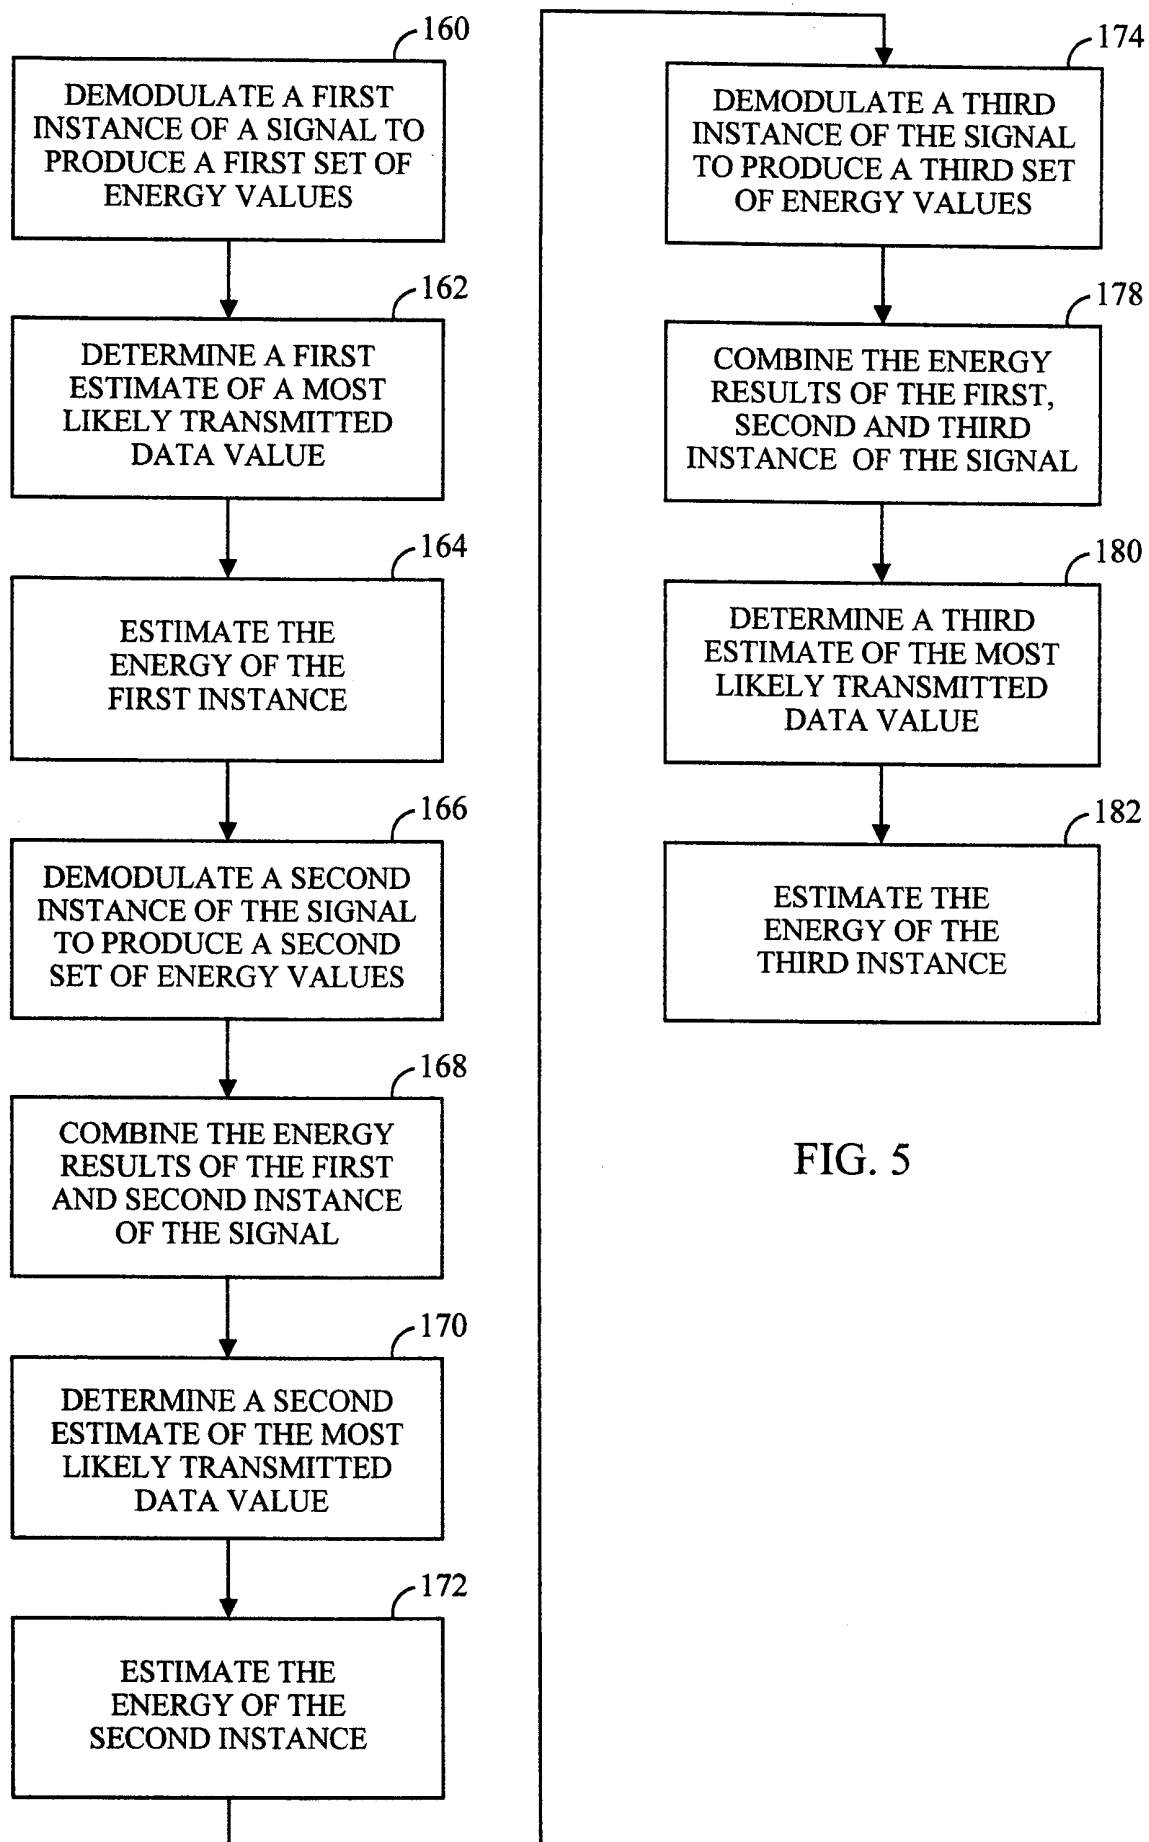 160
DEMODULATE A FIRST
INSTANCE OF A SIGNAL TO
PRODUCE A FIRST SET OF
ENERGY VALUES
162
DETERMINE A FIRST
ESTIMATE OF A MOST
LIKELY TRANSMITTED
DATA VALUE
164
ESTIMATE THE
ENERGY OF THE
FIRST INSTANCE
166
DEMODULATE A SECOND
INSTANCE OF THE SIGNAL
TO PRODUCE A SECOND
SET OF ENERGY VALUES
168
COMBINE THE ENERGY
RESULTS OF THE FIRST
AND SECOND INSTANCE
OF THE SIGNAL
170
DETERMINE A SECOND
ESTIMATE OF THE MOST
LIKELY TRANSMITTED
DATA VALUE
172
ESTIMATE THE
ENERGY OF THE
SECOND INSTANCE
174
DEMODULATE A THIRD
INSTANCE OF THE SIGNAL
TO PRODUCE A THIRD SET
OF ENERGY VALUES
178
COMBINE THE ENERGY
RESULTS OF THE FIRST,
SECOND AND THIRD
INSTANCE OF THE SIGNAL
180
DETERMINE A THIRD
ESTIMATE OF THE MOST
LIKELY TRANSMITTED
DATA VALUE
182
ESTIMATE THE
ENERGY OF THE
THIRD INSTANCE
FIG. 5